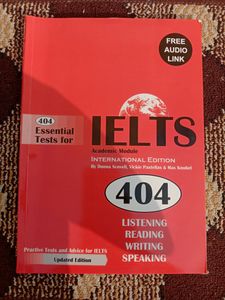 FREE
AUDIO
LINK
404
Essential
Tests for
IELTS
Academic Module
INTERNATIONAL EDITION
By Donna Scovell, Vickie Pastellas & Max Knobel
404
LISTENING
READING
WRITING
SPEAKING
Practive Tests and Advice for IELTS
Updated Edition